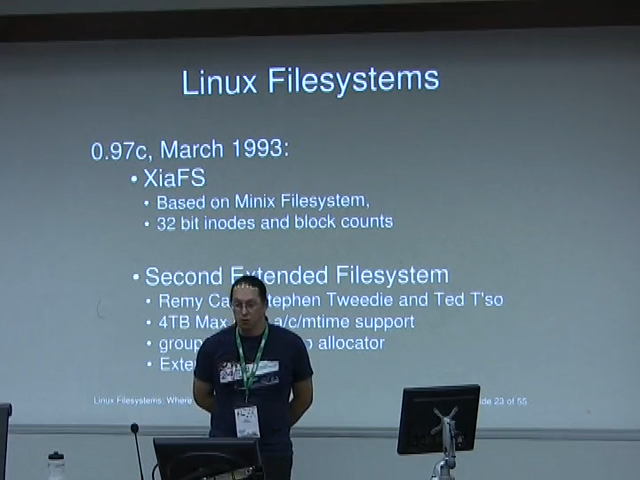 Linux Filesystems
0.97c, March 1993:
• XiaFS
• Based on Minix Filesystem,
• 32 bit inodes and block counts
• Second Extended Filesystem
• Remy Ca Stephen Tweedie and Ted T'so
• 4TB Max a/c/mtime support
• group allocator
• Exte
Linux Filesystems: Where 23 of 55